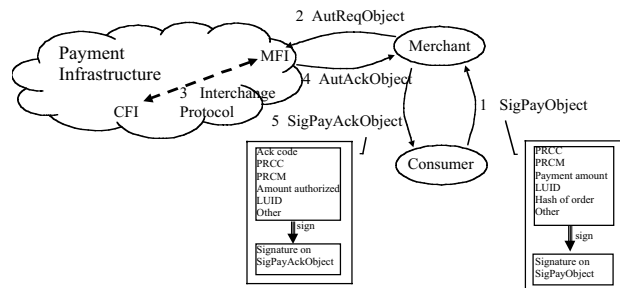 2 AutReqObject
Payment
Infrastructure
MFI
Merchant
4 AutAckObject
3 Interchange
Protocol
CFI
1 SigPayObject
5 SigPayAckObject
Consumer
Ack code
PRCC
PRCM
Amount authorized
LUID
Other
sign
Signature on
SigPayAckObject
PRCC
PRCM
Payment amount
LUID
Hash of order
Other
sign
Signature on
SigPayObject